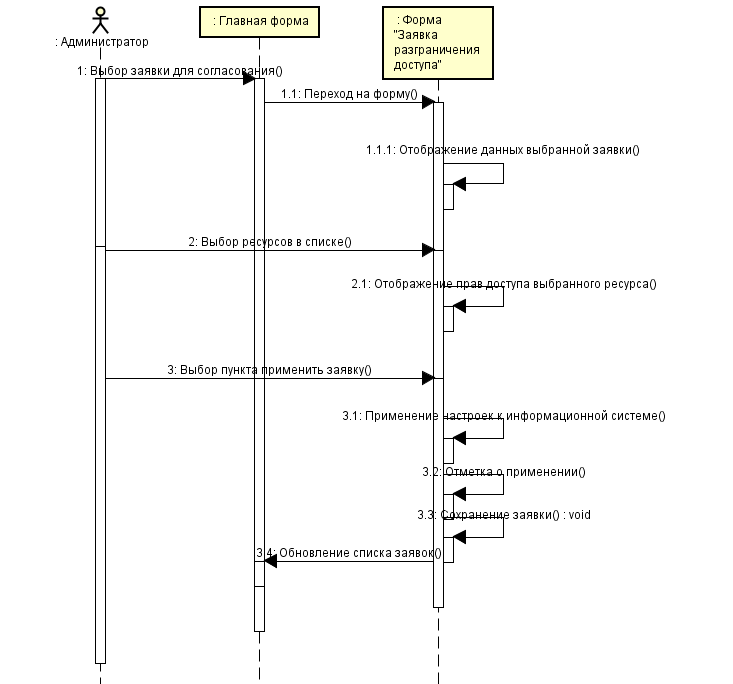 : Администратор
: Главная форма
: Форма
"Заявка
разграничения
доступа"
1: Выбор заявки для согласования()
1.1: Переход на форму()
1.1.1: Отображение данных выбранной заявки()
2: Выбор ресурсов в списке()
2.1: Отображение прав доступа выбранного ресурса()
3: Выбор пункта применить заявку()
3.1: Применение настроек к информационной системе()
3.2: Отметка о применении()
3.3: Сохранение заявки() : void
3.4: Обновление списка заявок()